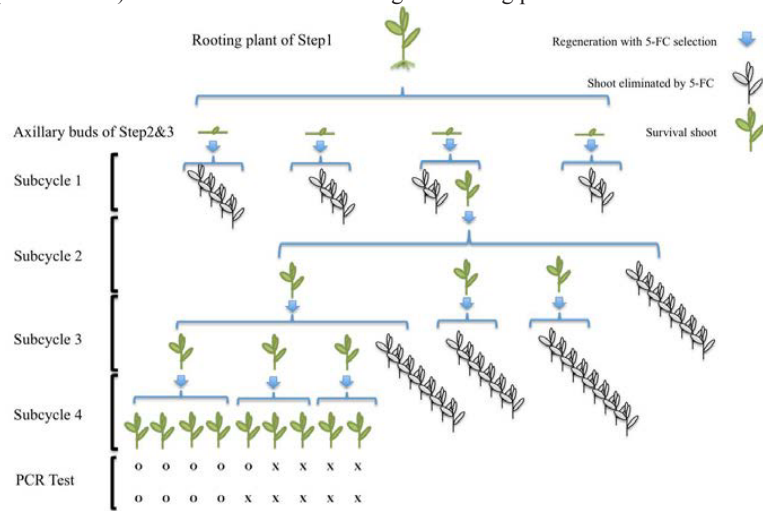 Rooting plant of Step1
Regeneration with 5-FC selection
Shoot eliminated by 5-FC
Survival shoot
Axillary buds of Step2&3
Subcycle 1
Subcycle 2
Subcycle 3
Subcycle 4
PCR Test
o o o o o x x x x
o o o o x x x x x